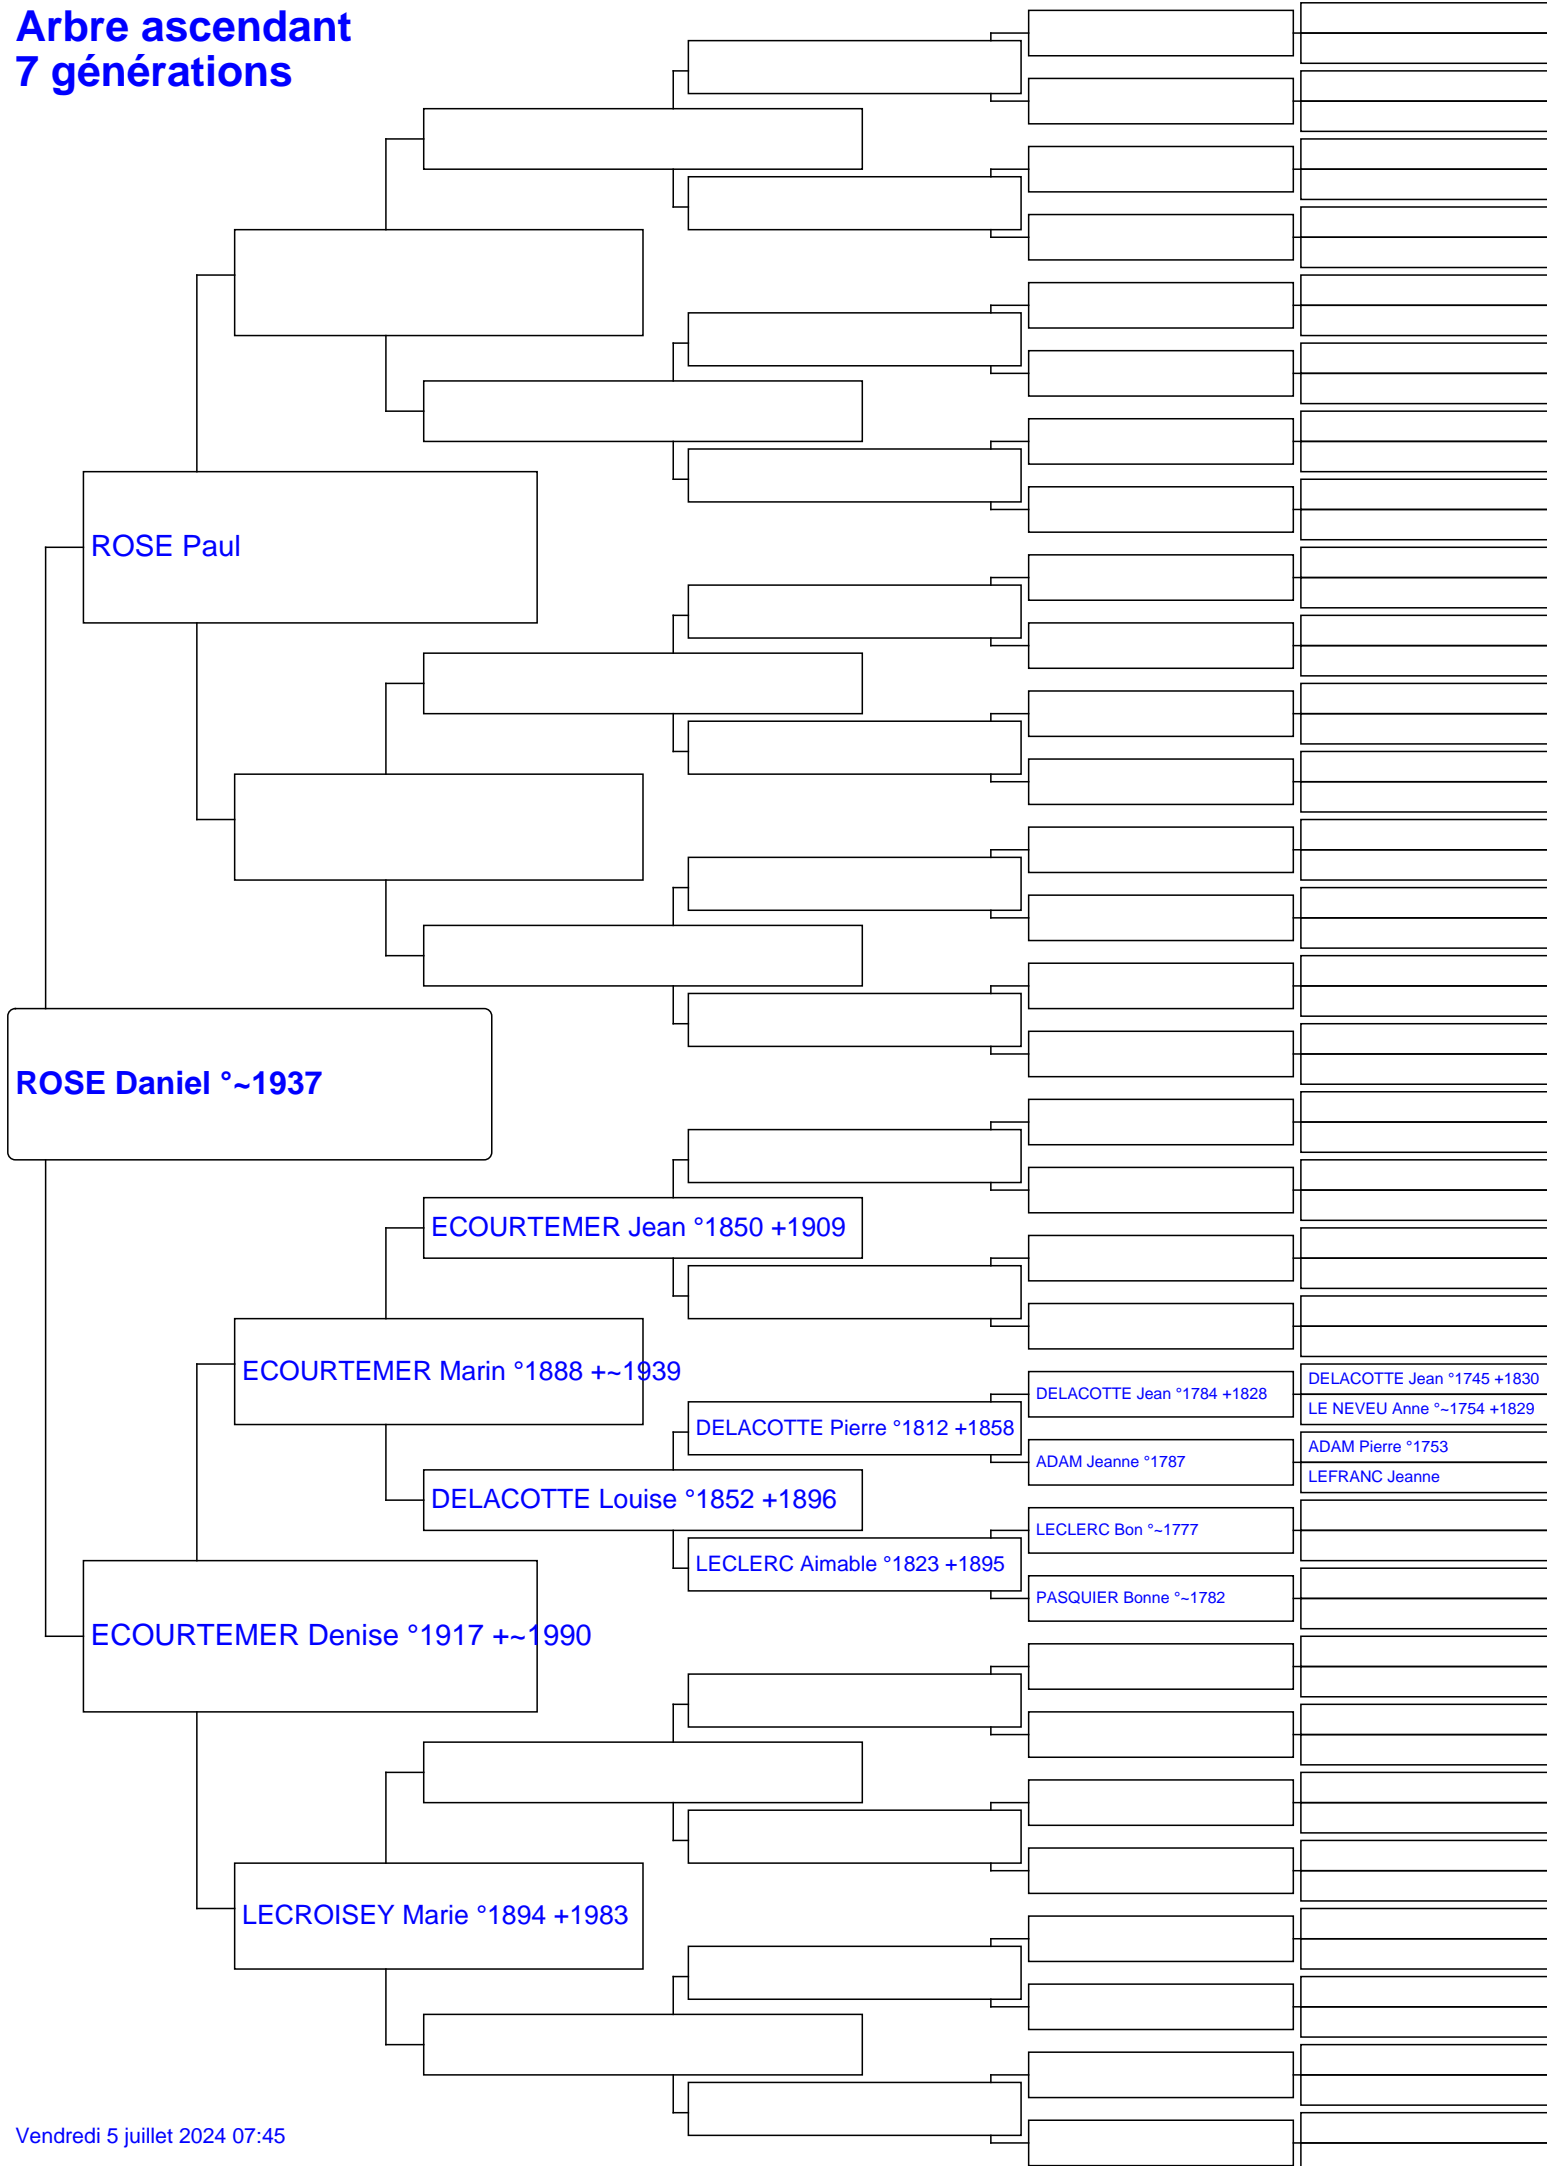 Arbre ascendant
7 générations
ROSE Paul
ROSE Daniel °~1937
ECOURTEMER Jean °1850 +1909
ECOURTEMER Marin °1888 +~1939
DELACOTTE Jean °1745 +1830
DELACOTTE Jean °1784 +1828
LE NEVEU Anne °~1754 +1829
DELACOTTE Pierre °1812 +1858
ADAM Pierre °1753
ADAM Jeanne °1787
LEFRANC Jeanne
DELACOTTE Louise °1852 +1896
LECLERC Bon °~1777
LECLERC Aimable °1823 +1895
PASQUIER Bonne °~1782
ECOURTEMER Denise °1917 +~1990
LECROISEY Marie °1894 +1983
Vendredi 5 juillet 2024 07:45